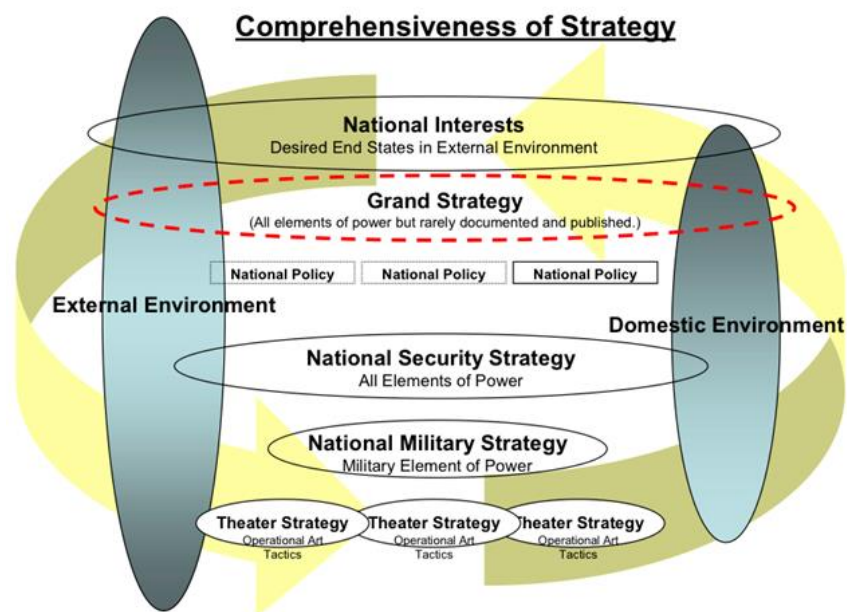 Comprehensiveness of Strategy
National Interests
Desired End States in External Environment
Grand Strategy
(All elements of power but rarely documented and published.)
National Policy
National Policy
National Policy
External Environment
Domestic Environment
National Security Strategy
All Elements of Power
National Military Strategy
Military Element of Power
Theater Strategy
Operational Art
Tactics
Theater Strategy
Operational Art
Tactics
Theater Strategy
Operational Art
Tactics